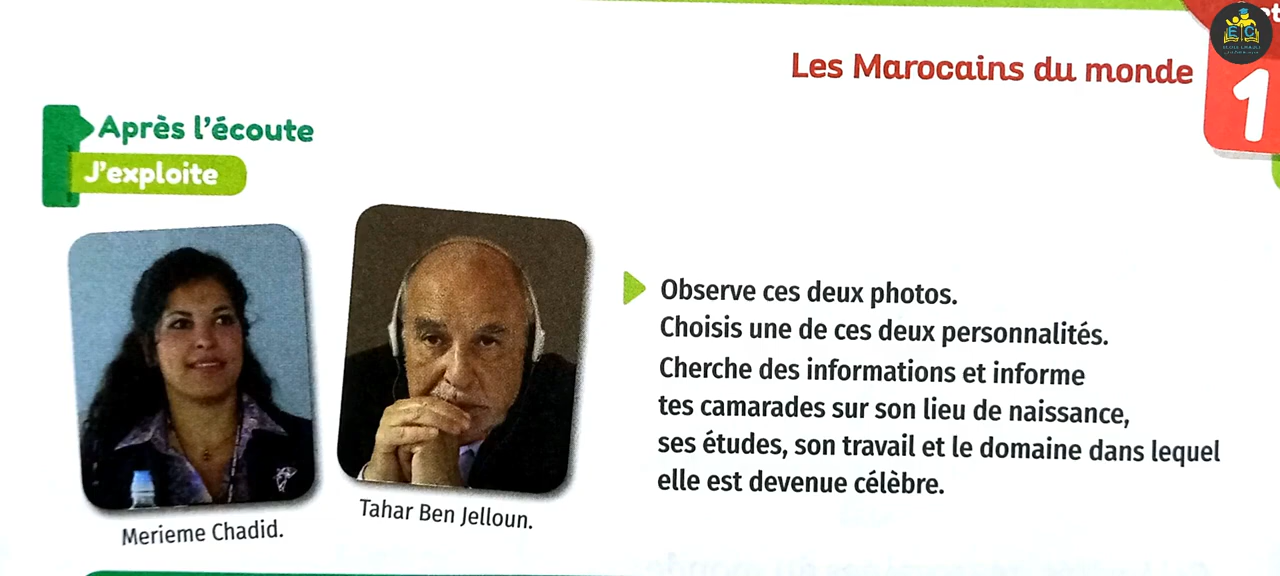 et
E C
Les Marocains du monde
1
Après l'écoute
J'exploite
Observe ces deux photos.
Choisis une de ces deux personnalités.
Cherche des informations et informe
tes camarades sur son lieu de naissance,
ses études, son travail et le domaine dans lequel
elle est devenue célèbre.
Merieme Chadid.
Tahar Ben Jelloun.